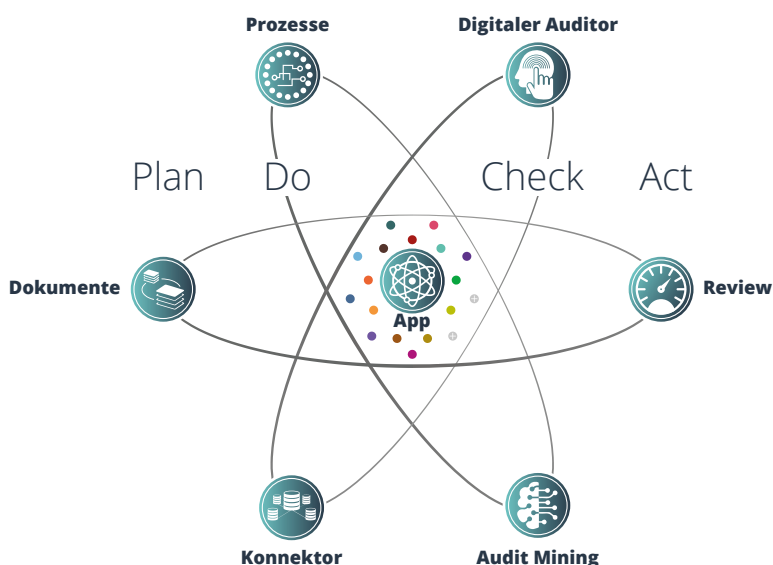 Prozesse
Digitaler Auditor
Plan
Do
Check
Act
Dokumente
App
Review
Konnektor
Audit Mining